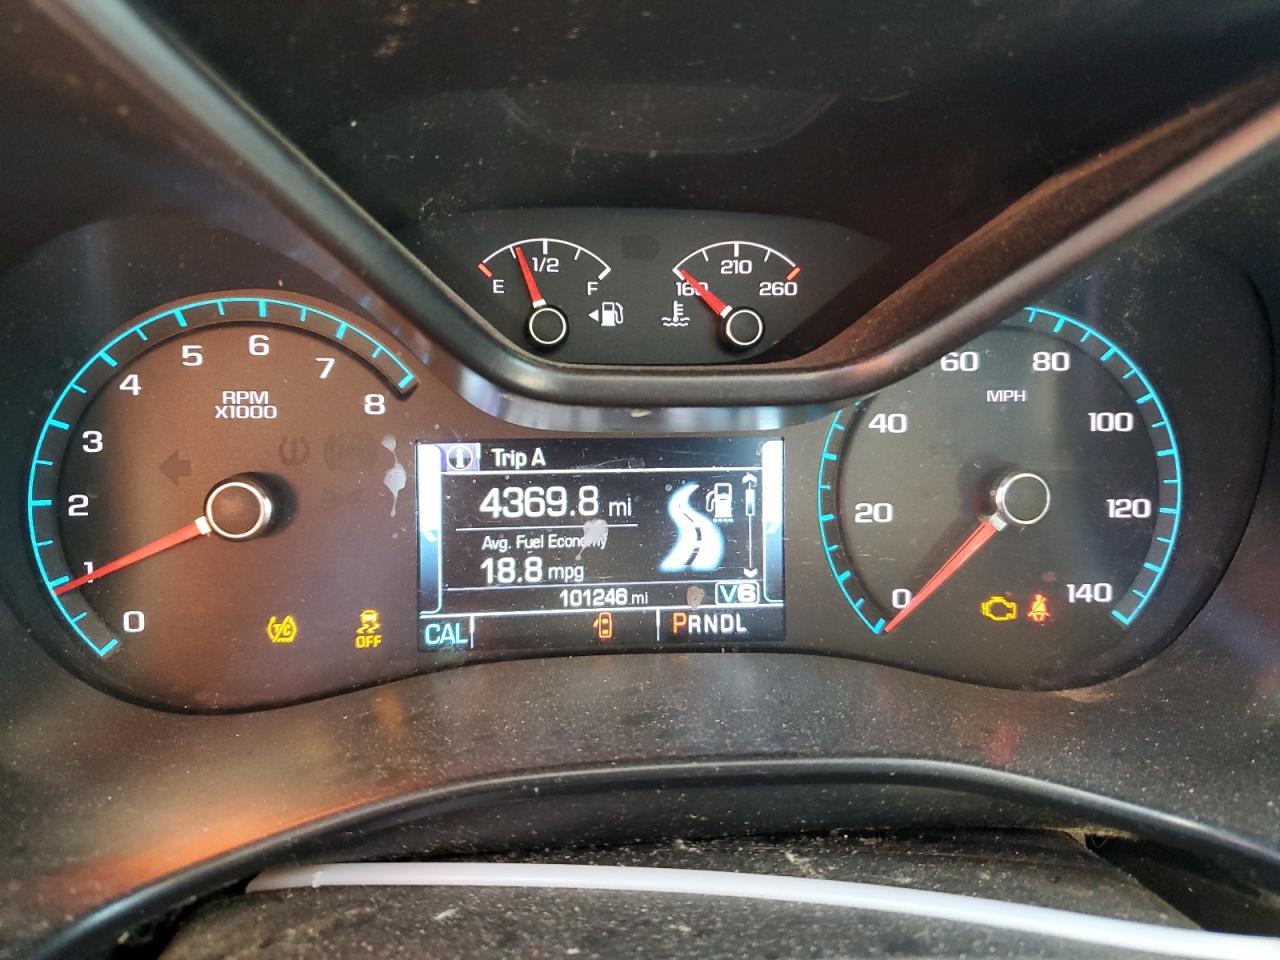 1/2
E
F
210
160
260
0
1
2
3
4
5
6
7
8
RPM
X1000
T/C
OFF
i Trip A
4369.8 mi
Avg. Fuel Economy
18.8 mpg
101246 mi
V6
CAL
PRNDL
0
20
40
60
80
100
120
140
MPH